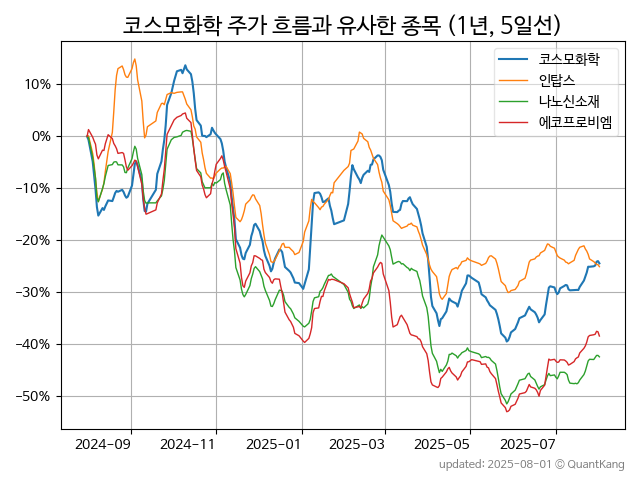 코스모화학 주가 흐름과 유사한 종목 (1년, 5일선)
코스모화학
인탑스
나노신소재
에코프로비엠
10%
0%
−10%
−20%
−30%
−40%
−50%
2024-09 2024-11 2025-01 2025-03 2025-05 2025-07
updated: 2025-08-01 © QuantKang